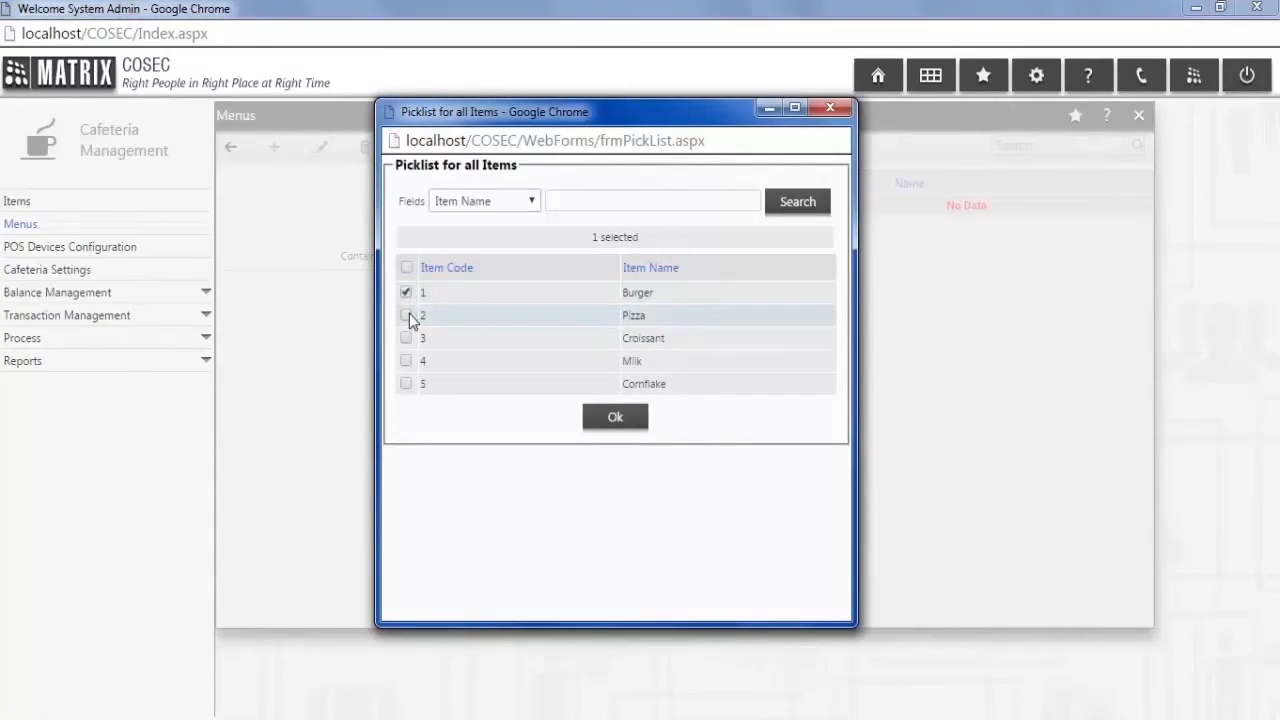 Welcome System Admin - Google Chrome
localhost/COSEC/Index.aspx
MATRIX
COSEC
Right People in Right Place at Right Time
Cafeteria
Management
Items
Menus
POS Devices Configuration
Cafeteria Settings
Balance Management
Transaction Management
Process
Reports
Menus
Search
Name
No Data
Picklist for all Items - Google Chrome
localhost/COSEC/WebForms/frmPickList.aspx
Picklist for all Items
Fields Item Name Search
1 selected
Item Code Item Name
1 Burger
2 Pizza
3 Croissant
4 Milk
5 Cornflake
Ok